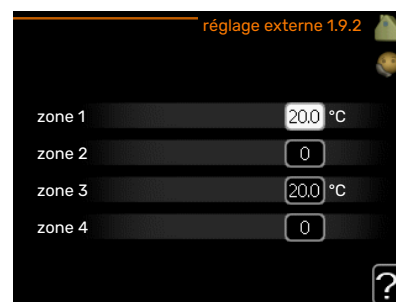 réglage externe 1.9.2
zone 1 20.0 °C
zone 2 0
zone 3 20.0 °C
zone 4 0
?